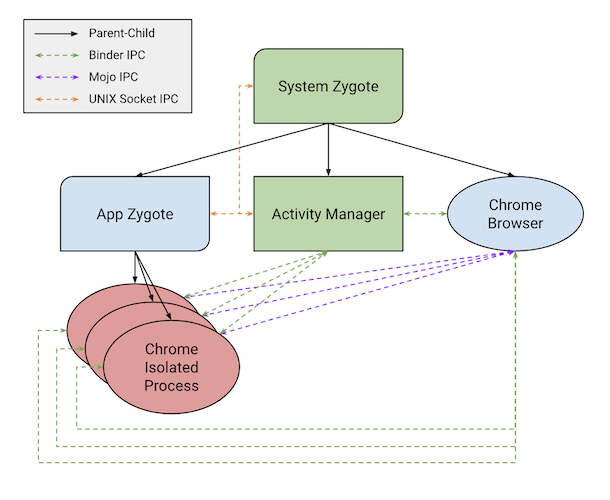 Parent-Child
Binder IPC
Mojo IPC
UNIX Socket IPC
System Zygote
App Zygote
Activity Manager
Chrome
Browser
Chrome
Isolated
Process